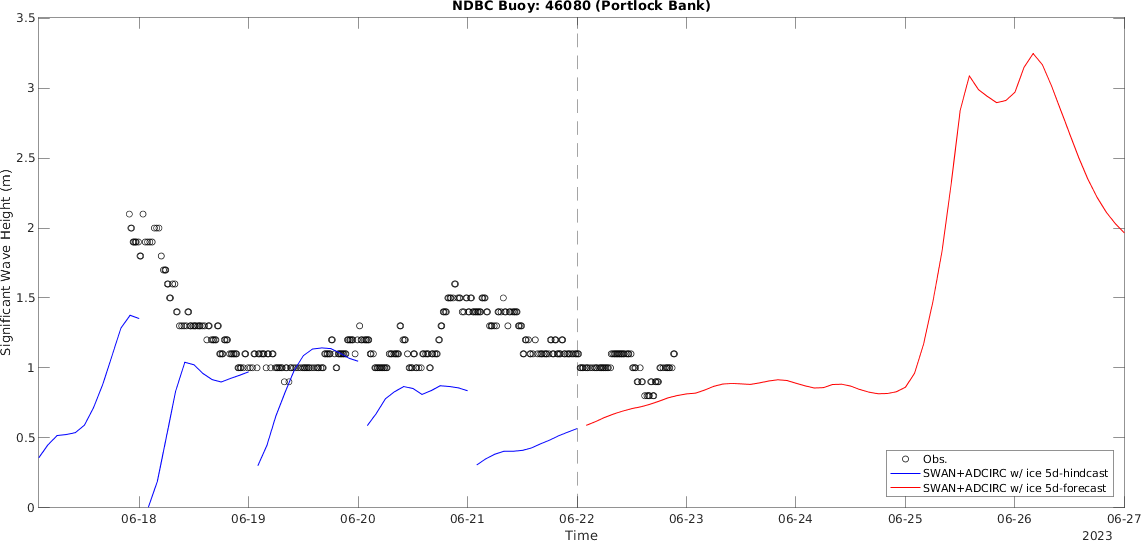 NDBC Buoy: 46080 (Portlock Bank)
3.5
3
2.5
2
1.5
1
0.5
0
Significant Wave Height (m)
Obs.
SWAN+ADCIRC w/ ice 5d-hindcast
SWAN+ADCIRC w/ ice 5d-forecast
06-18 06-19 06-20 06-21 06-22 06-23 06-24 06-25 06-26 06-27
Time
2023